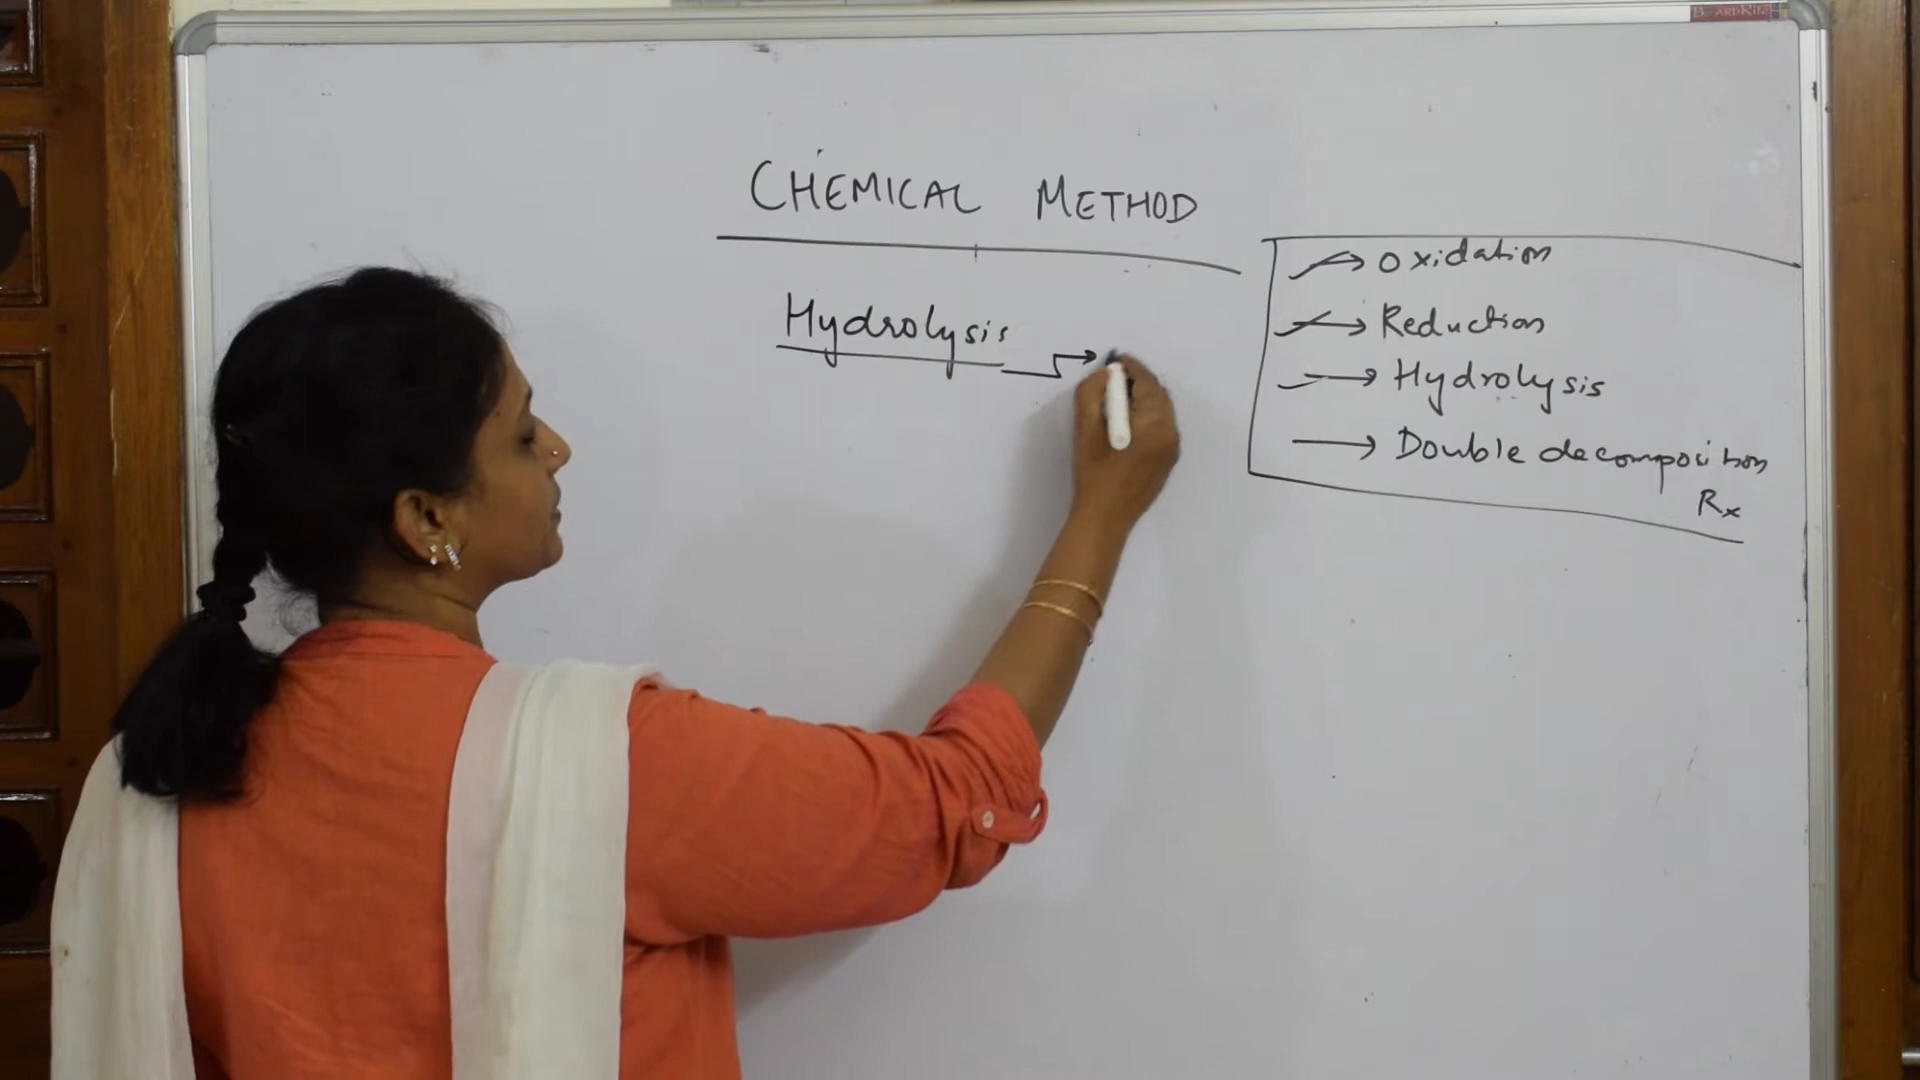 CHEMICAL METHOD
Hydrolysis
Oxidation
Reduction
Hydrolysis
Double decomposition
Rx